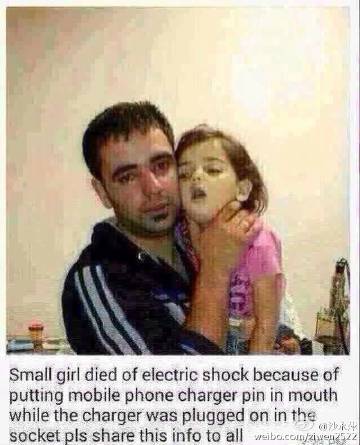 Small girl died of electric shock because of
putting mobile phone charger pin in mouth
while the charger was plugged on in the
socket pls share this info to all